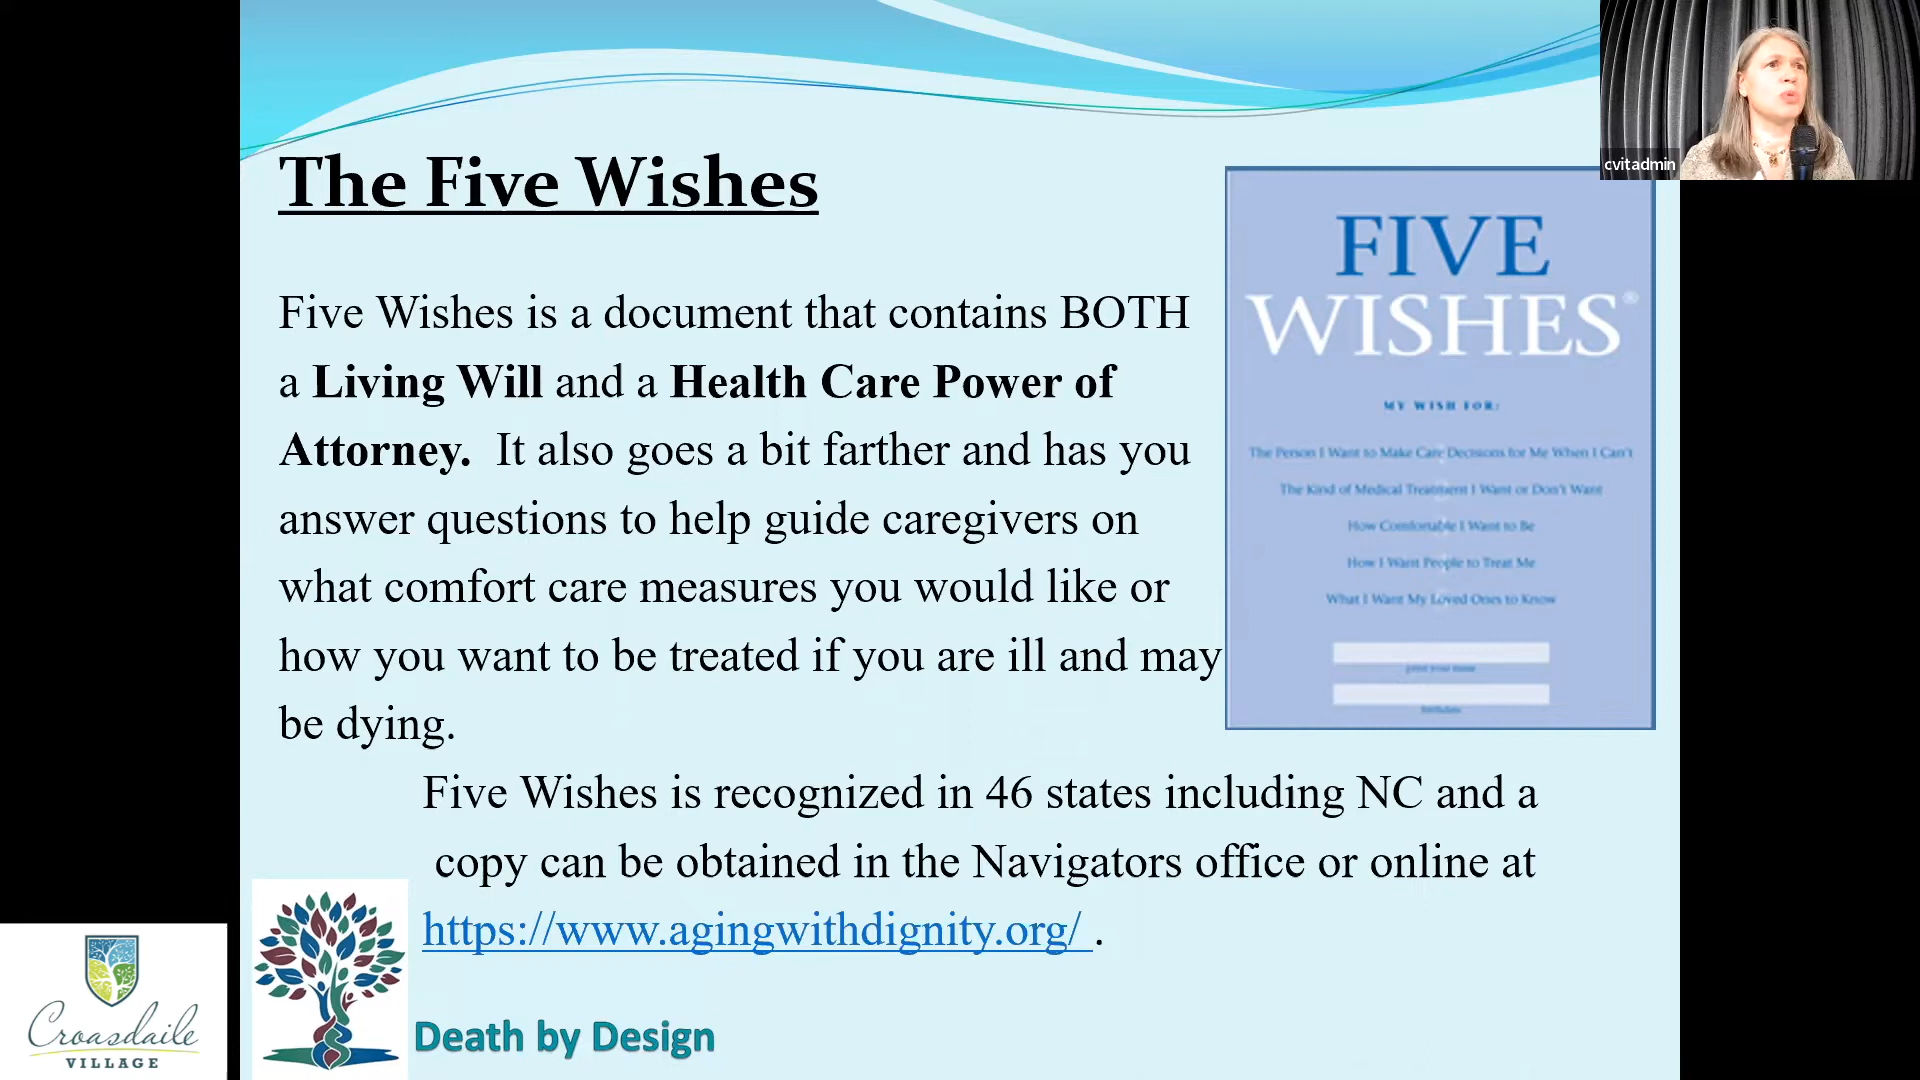 cvitadmin
The Five Wishes
Five Wishes is a document that contains BOTH
a Living Will and a Health Care Power of
Attorney. It also goes a bit farther and has you
answer questions to help guide caregivers on
what comfort care measures you would like or
how you want to be treated if you are ill and may
be dying.
FIVE
WISHES®
MY WISH FOR:
The Person I Want to Make Care Decisions for Me When I Can't
The Kind of Medical Treatment I Want or Don't Want
How Comfortable I Want to Be
How I Want People to Treat Me
What I Want My Loved Ones to Know
print your name
birthdate
Five Wishes is recognized in 46 states including NC and a
copy can be obtained in the Navigators office or online at
https://www.agingwithdignity.org/ .
Croasdaile
VILLAGE
Death by Design